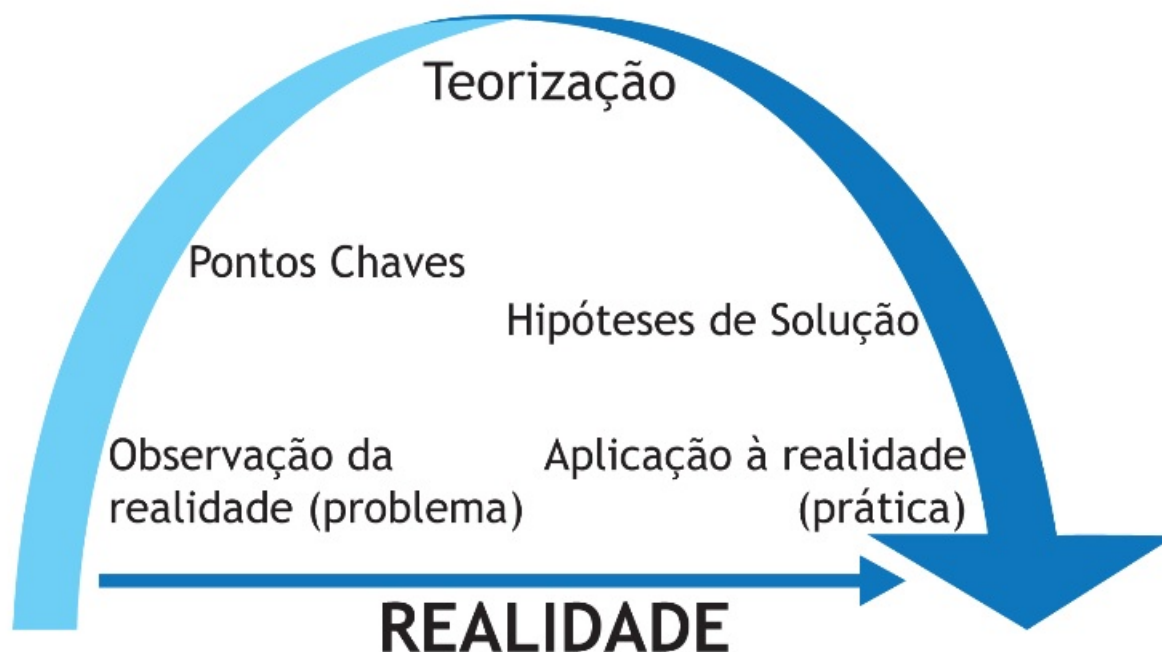 Teorização
Pontos Chaves
Hipóteses de Solução
Observação da
realidade (problema)
Aplicação à realidade
(prática)
REALIDADE